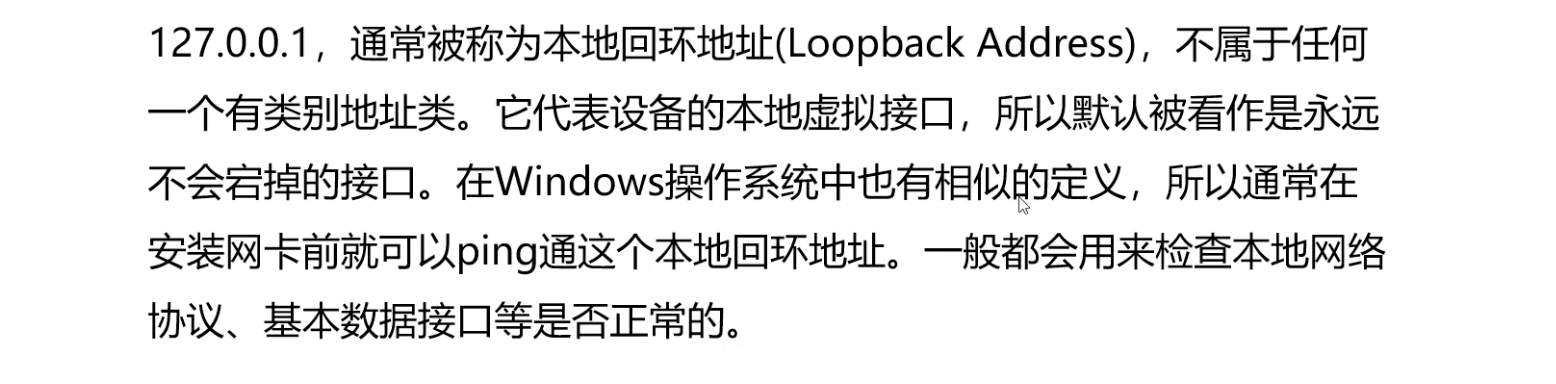 127.0.0.1，通常被称为本地回环地址(Loopback Address)，不属于任何
一个有类别地址类。它代表设备的本地虚拟接口，所以默认被看作是永远
不会宕掉的接口。在Windows操作系统中也有相似的定义，所以通常在
安装网卡前就可以ping通这个本地回环地址。一般都会用来检查本地网络
协议、基本数据接口等是否正常的。